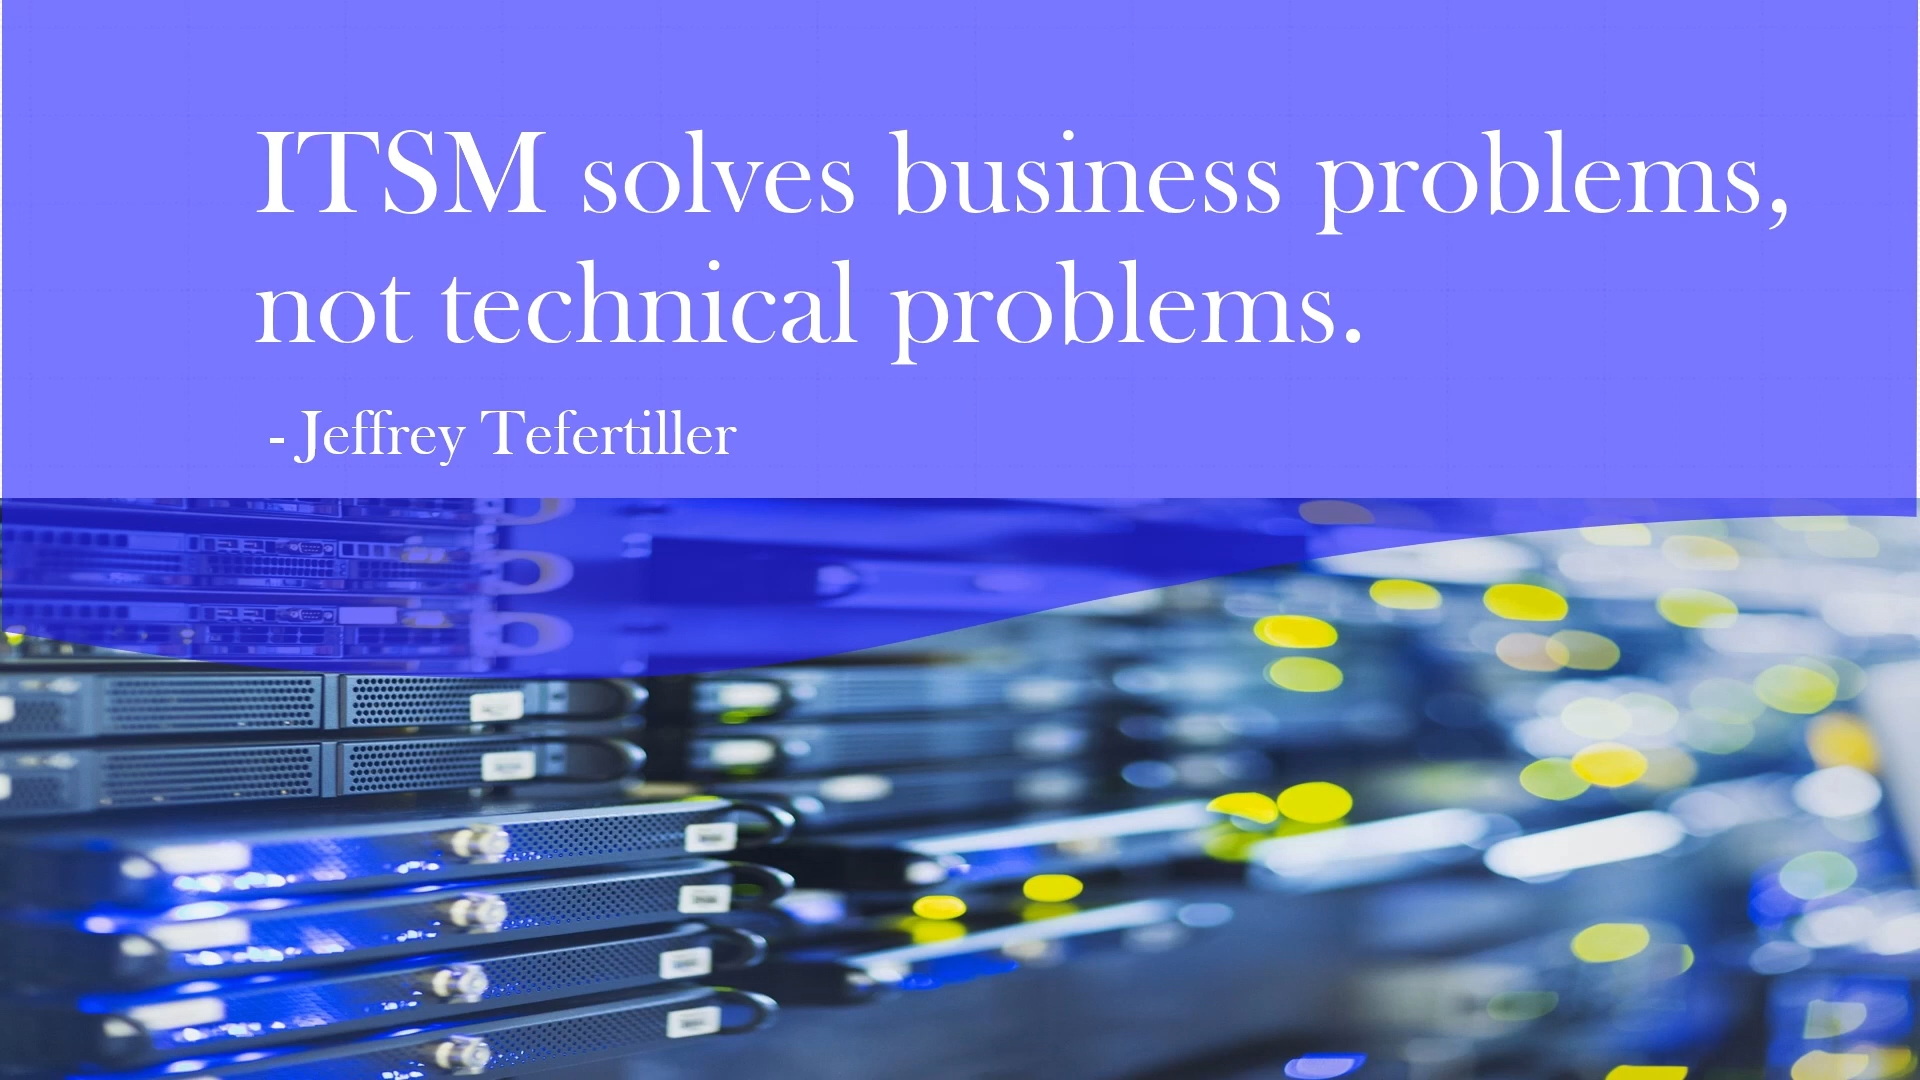 ITSM solves business problems,
not technical problems.
- Jeffrey Tefertiller